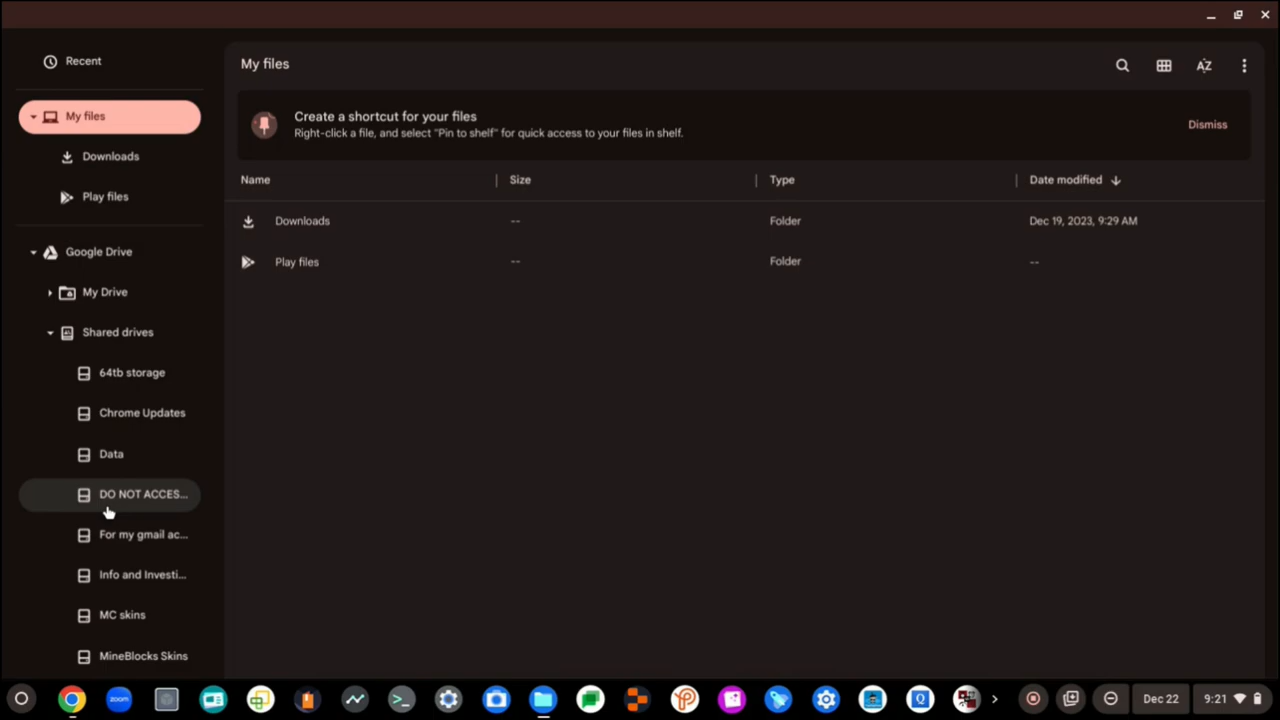 Recent
My files
Downloads
Play files
Google Drive
My Drive
Shared drives
64tb storage
Chrome Updates
Data
DO NOT ACCES...
For my gmail ac...
Info and Investi...
MC skins
MineBlocks Skins
My files
AZ
Create a shortcut for your files
Right-click a file, and select "Pin to shelf" for quick access to your files in shelf.
Dismiss
Name Size Type Date modified
Downloads -- Folder Dec 19, 2023, 9:29 AM
Play files -- Folder --
zoom
Q
Dec 22 9:21